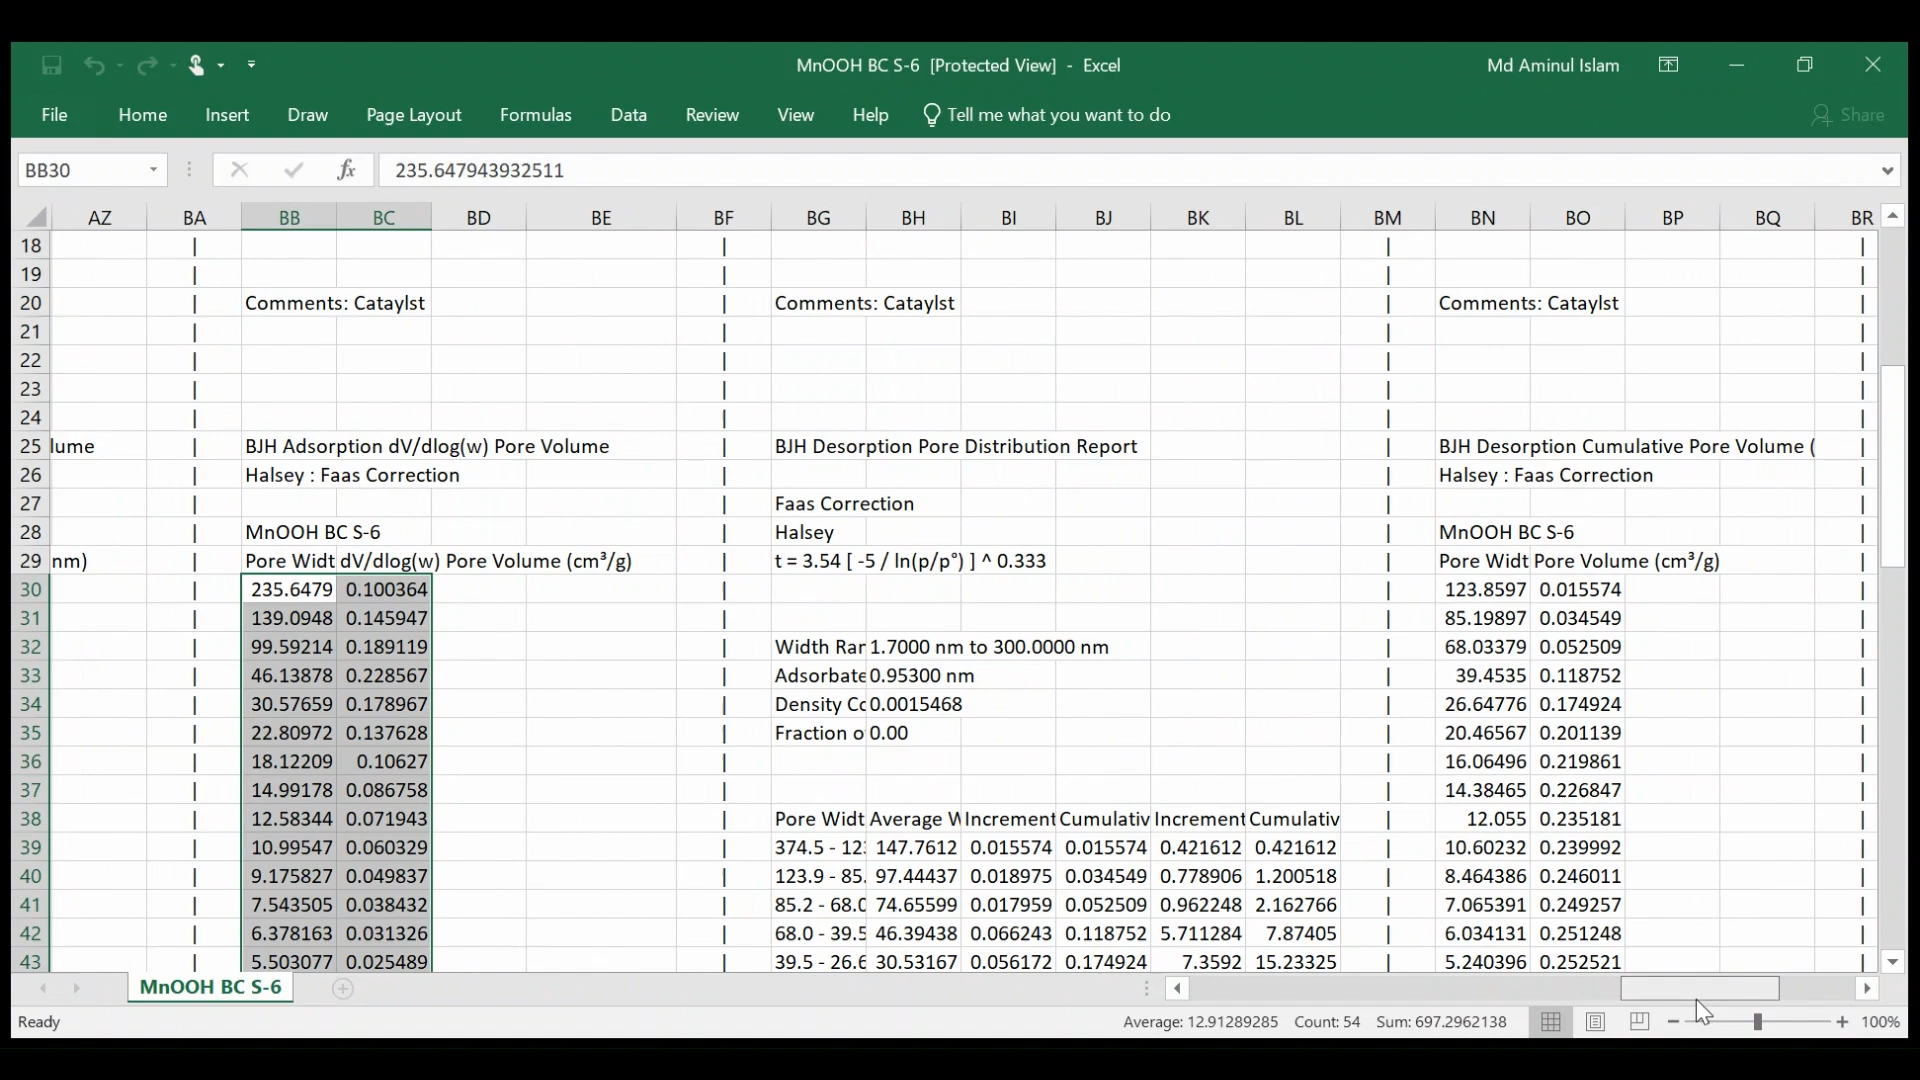 MnOOH BC S-6 [Protected View] - Excel
Md Aminul Islam
File Home Insert Draw Page Layout Formulas Data Review View Help Tell me what you want to do Share
BB30 fx 235.647943932511
AZ BA BB BC BD BE BF BG BH BI BJ BK BL BM BN BO BP BQ BR
18 | | | |
19 | | | |
20 | Comments: Cataylst | Comments: Cataylst | Comments: Cataylst |
21 | | | |
22 | | | |
23 | | | |
24 | | | |
25 lume | BJH Adsorption dV/dlog(w) Pore Volume | BJH Desorption Pore Distribution Report | BJH Desorption Cumulative Pore Volume ( |
26 | Halsey : Faas Correction | | Halsey : Faas Correction |
27 | | Faas Correction | |
28 | MnOOH BC S-6 | Halsey | MnOOH BC S-6 |
29 nm) | Pore Widt dV/dlog(w) Pore Volume (cm³/g) | t = 3.54 [ -5 / ln(p/p°) ] ^ 0.333 | Pore Widt Pore Volume (cm³/g) |
30 | 235.6479 0.100364 | | 123.8597 0.015574 |
31 | 139.0948 0.145947 | | 85.19897 0.034549 |
32 | 99.59214 0.189119 | Width Ran 1.7000 nm to 300.0000 nm | 68.03379 0.052509 |
33 | 46.13878 0.228567 | Adsorbate 0.95300 nm | 39.4535 0.118752 |
34 | 30.57659 0.178967 | Density Co 0.0015468 | 26.64776 0.174924 |
35 | 22.80972 0.137628 | Fraction o 0.00 | 20.46567 0.201139 |
36 | 18.12209 0.10627 | | 16.06496 0.219861 |
37 | 14.99178 0.086758 | | 14.38465 0.226847 |
38 | 12.58344 0.071943 | Pore Widt Average W Increment Cumulativ Increment Cumulativ | 12.055 0.235181 |
39 | 10.99547 0.060329 | 374.5 - 12 147.7612 0.015574 0.015574 0.421612 0.421612 | 10.60232 0.239992 |
40 | 9.175827 0.049837 | 123.9 - 85. 97.44437 0.018975 0.034549 0.778906 1.200518 | 8.464386 0.246011 |
41 | 7.543505 0.038432 | 85.2 - 68.0 74.65599 0.017959 0.052509 0.962248 2.162766 | 7.065391 0.249257 |
42 | 6.378163 0.031326 | 68.0 - 39.5 46.39438 0.066243 0.118752 5.711284 7.87405 | 6.034131 0.251248 |
43 | 5.503077 0.025489 | 39.5 - 26.6 30.53167 0.056172 0.174924 7.3592 15.23325 | 5.240396 0.252521 |
MnOOH BC S-6
Ready Average: 12.91289285 Count: 54 Sum: 697.2962138 100%